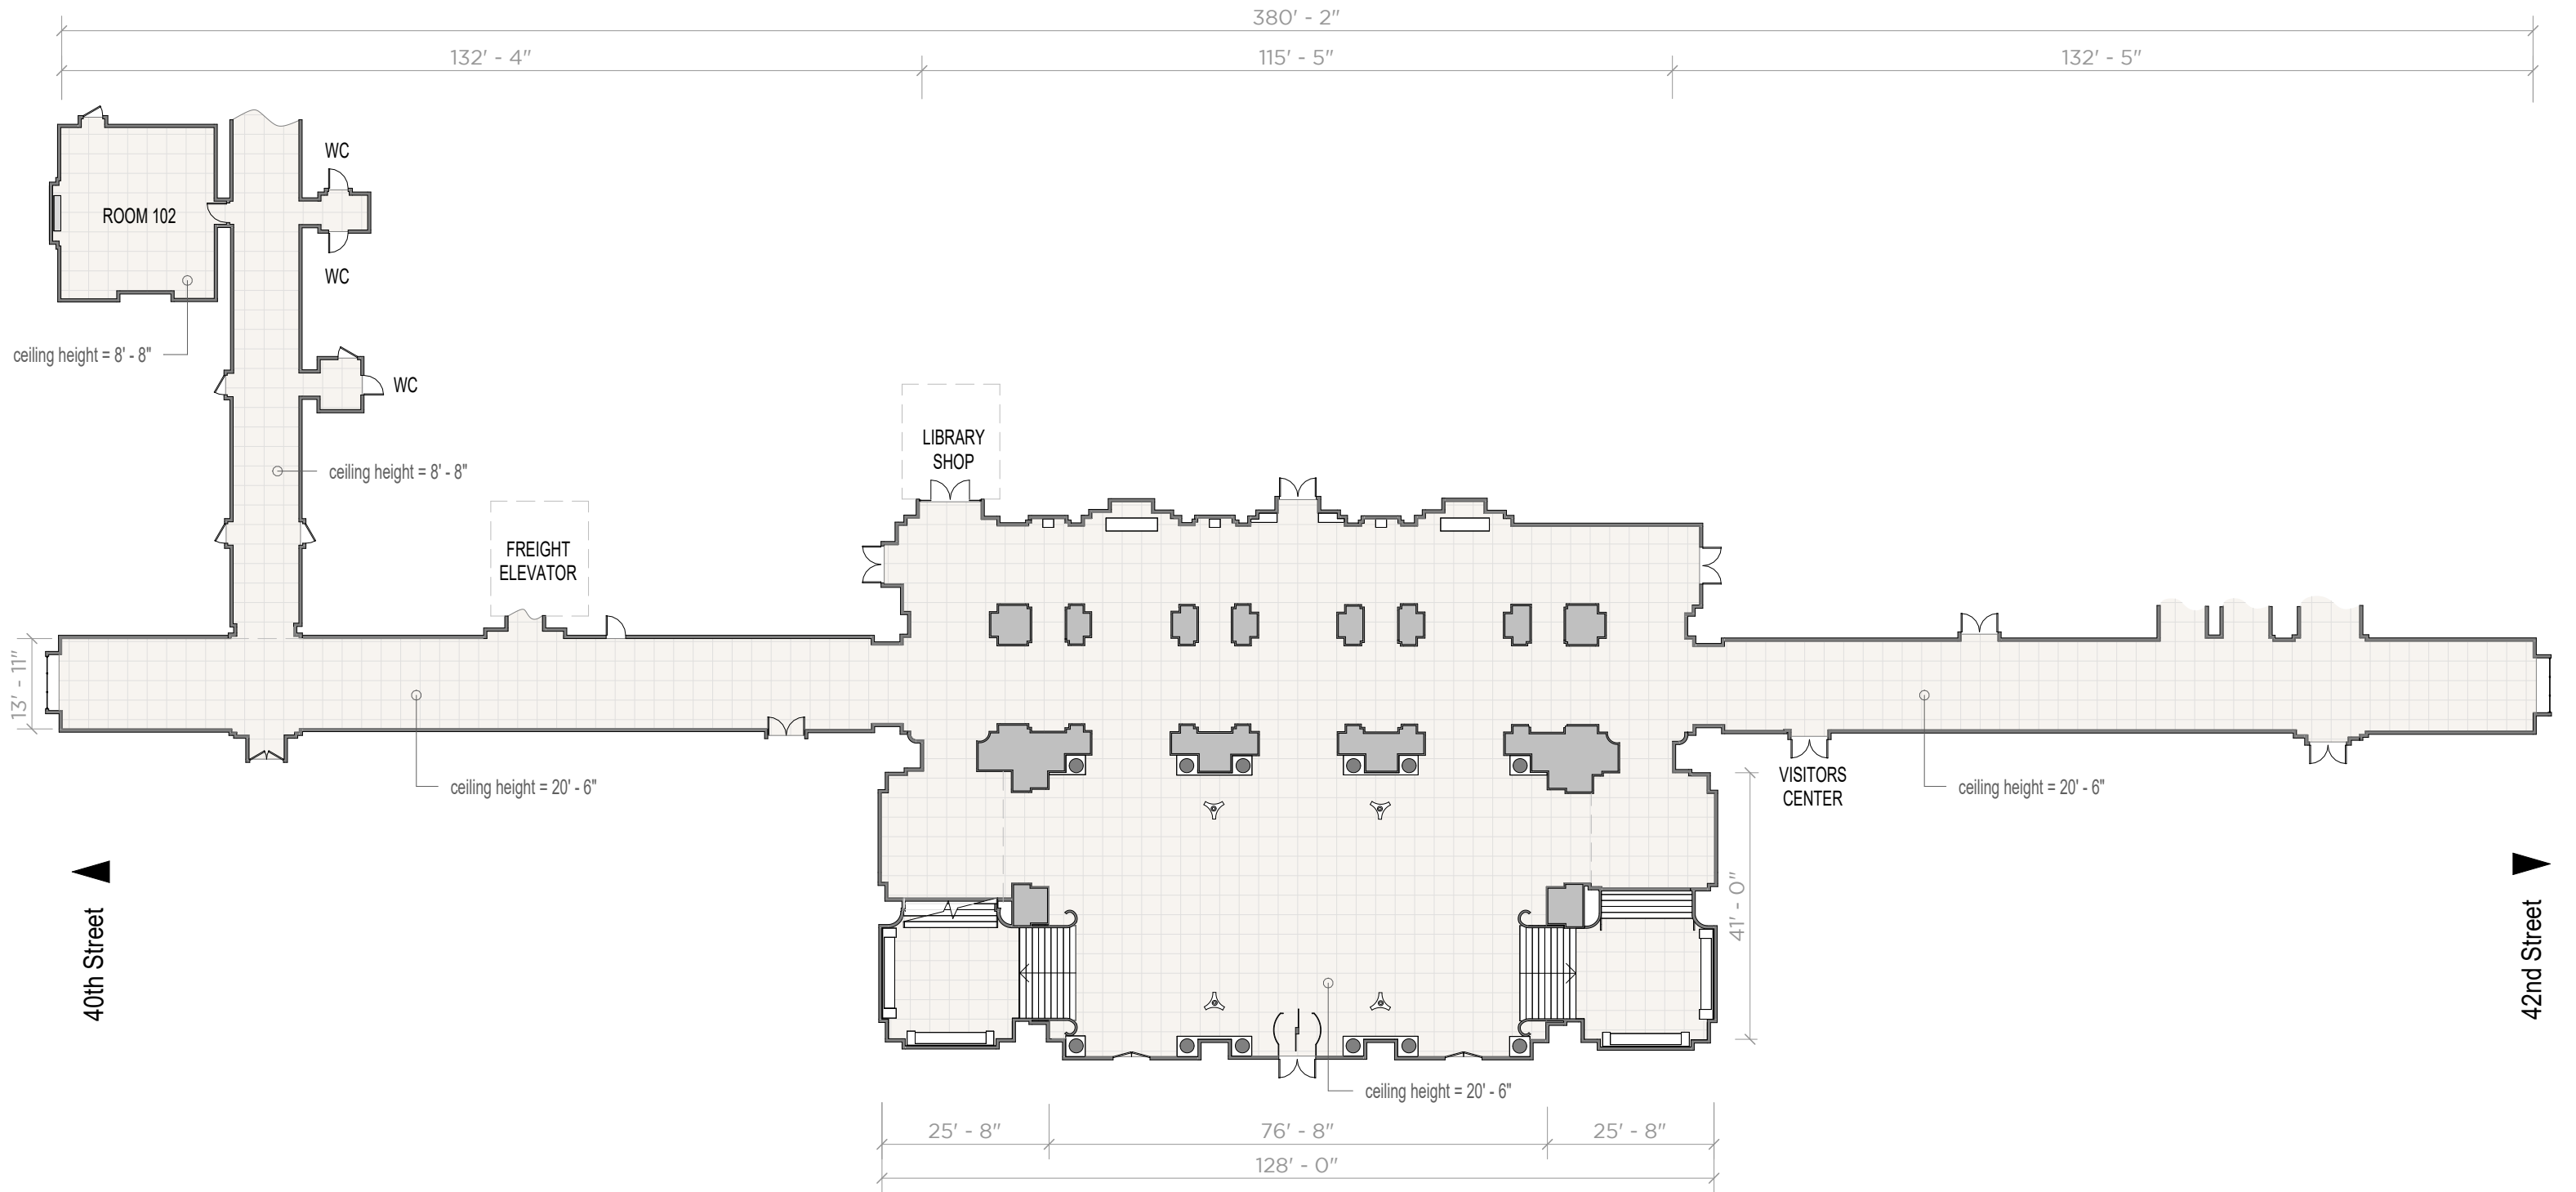 380' - 2"
132' - 4"
115' - 5"
132' - 5"
WC
ROOM 102
WC
ceiling height = 8' - 8"
WC
LIBRARY
SHOP
ceiling height = 8' - 8"
FREIGHT
ELEVATOR
13' - 11"
ceiling height = 20' - 6"
VISITORS
CENTER
ceiling height = 20' - 6"
40th Street
41' - 0"
42nd Street
ceiling height = 20' - 6"
25' - 8"
76' - 8"
25' - 8"
128' - 0"